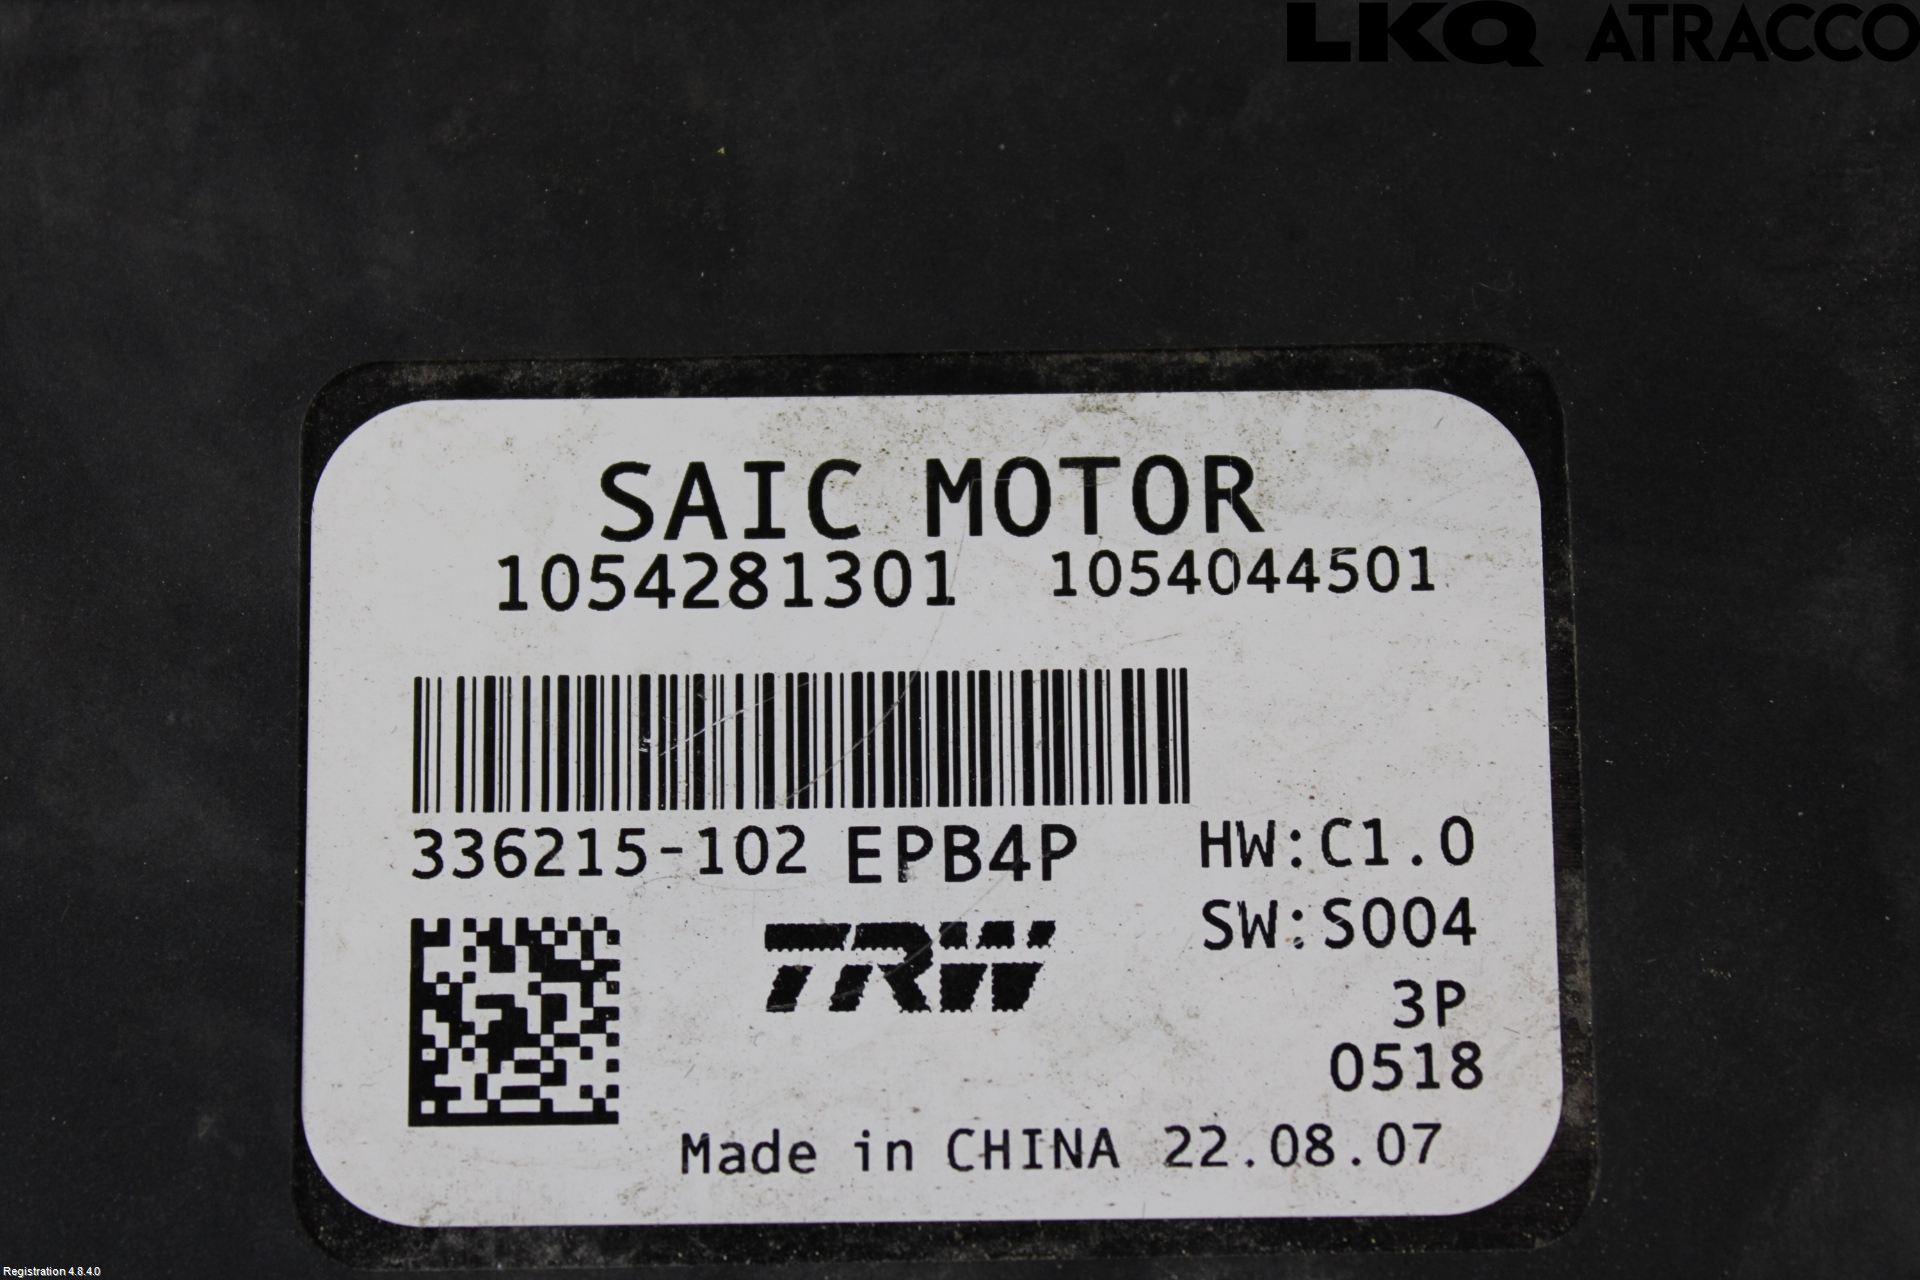 LKQ ATRACCO
SAIC MOTOR
1054281301 1054044501
336215-102 EPB4P HW:C1.0
SW:S004
TRW
3P
0518
Made in CHINA 22.08.07
Registration 4.8.4.0